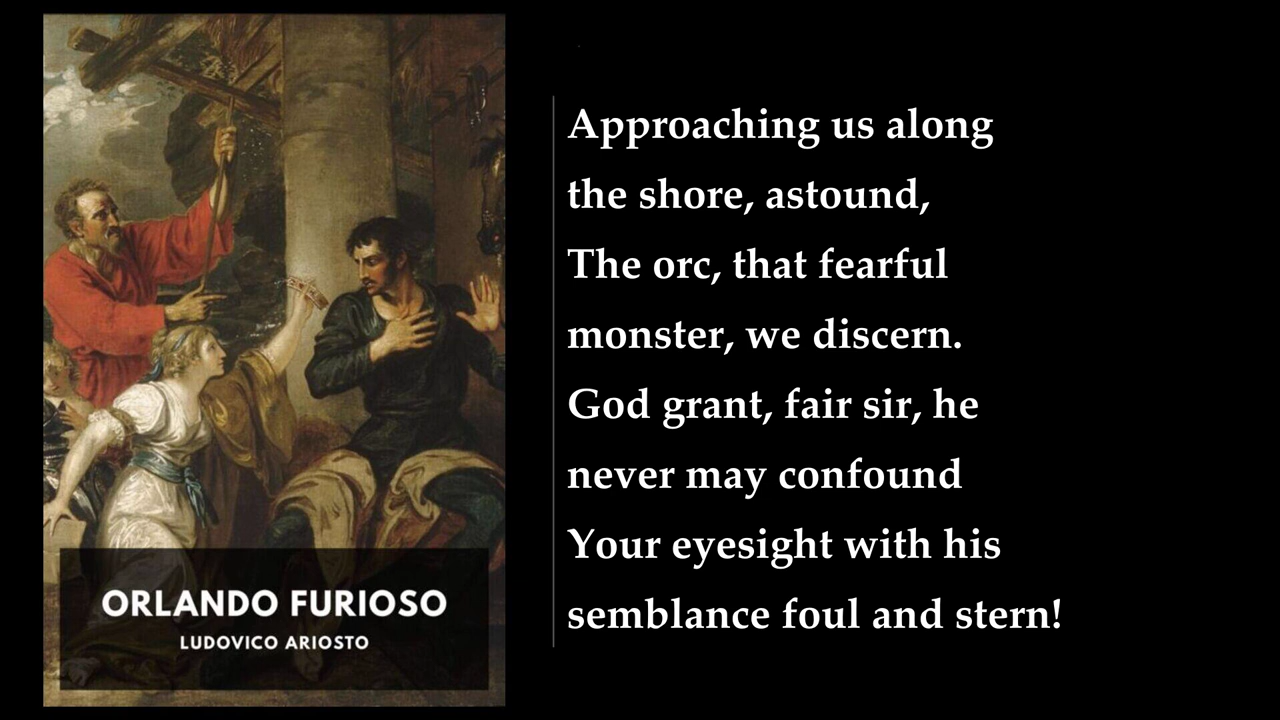 ORLANDO FURIOSO
LUDOVICO ARIOSTO
Approaching us along
the shore, astound,
The orc, that fearful
monster, we discern.
God grant, fair sir, he
never may confound
Your eyesight with his
semblance foul and stern!